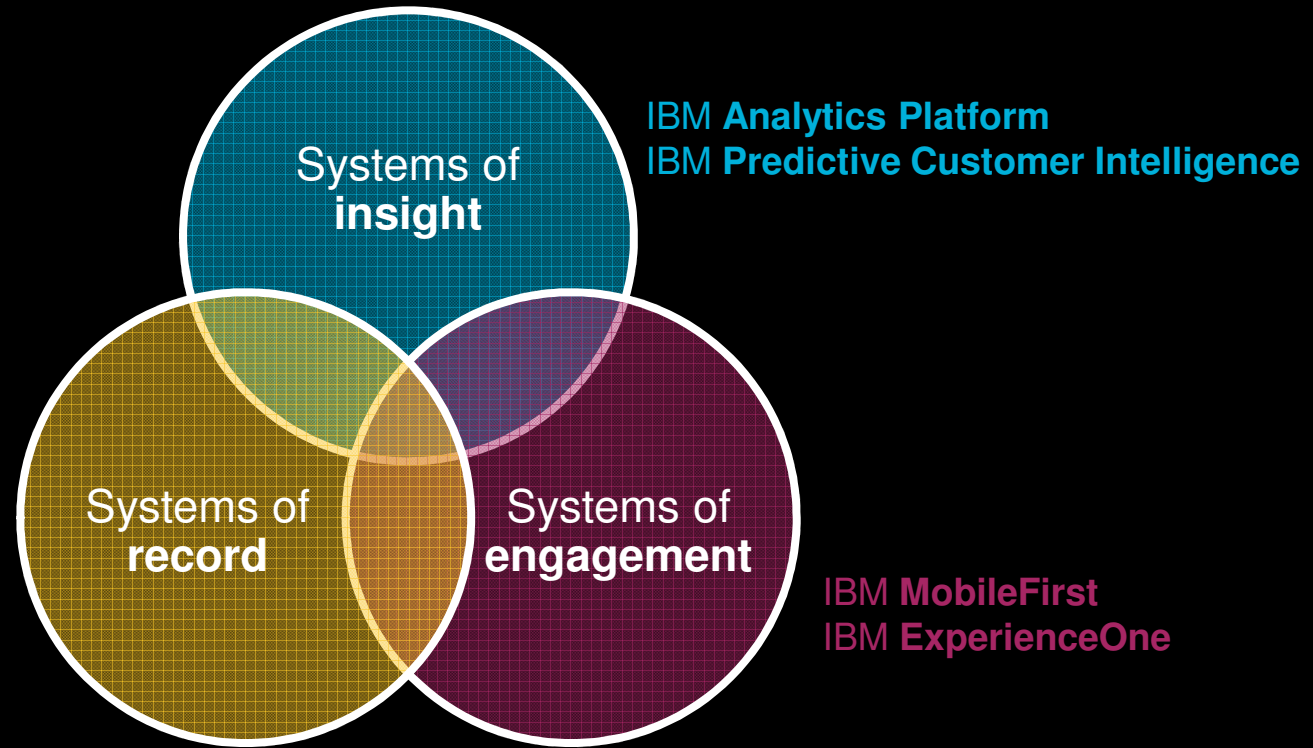 Systems of
insight
IBM Analytics Platform
IBM Predictive Customer Intelligence
Systems of
record
Systems of
engagement
IBM MobileFirst
IBM ExperienceOne